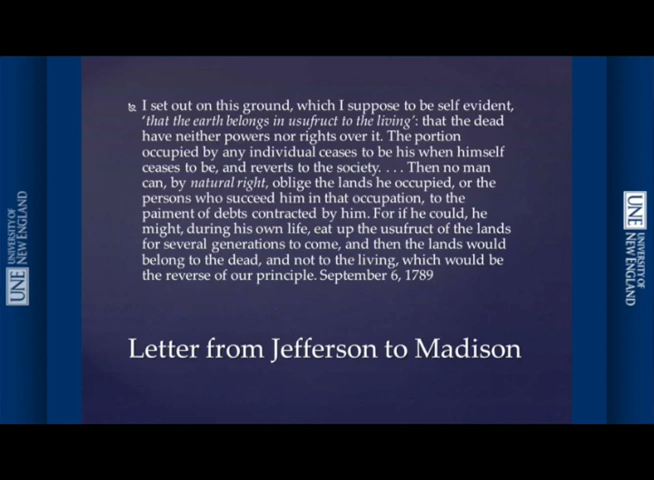 I set out on this ground, which I suppose to be self evident,
‘that the earth belongs in usufruct to the living’: that the dead
have neither powers nor rights over it. The portion
occupied by any individual ceases to be his when himself
ceases to be, and reverts to the society. . . . Then no man
can, by natural right, oblige the lands he occupied, or the
persons who succeed him in that occupation, to the
paiment of debts contracted by him. For if he could, he
might, during his own life, eat up the usufruct of the lands
for several generations to come, and then the lands would
belong to the dead, and not to the living, which would be
the reverse of our principle. September 6, 1789
Letter from Jefferson to Madison
UNE
UNIVERSITY OF
NEW ENGLAND
UNE
UNIVERSITY OF
NEW ENGLAND